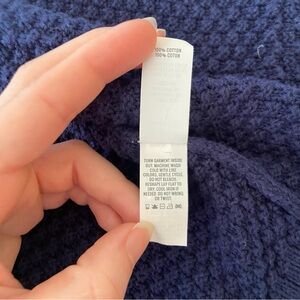 100% COTTON
100% COTON
TURN GARMENT INSIDE
OUT. MACHINE WASH
COLD WITH LIKE
COLORS, GENTLE CYCLE.
DO NOT BLEACH.
RESHAPE LAY FLAT TO
DRY. COOL IRON IF
NEEDED. DO NOT WRING
OR TWIST.